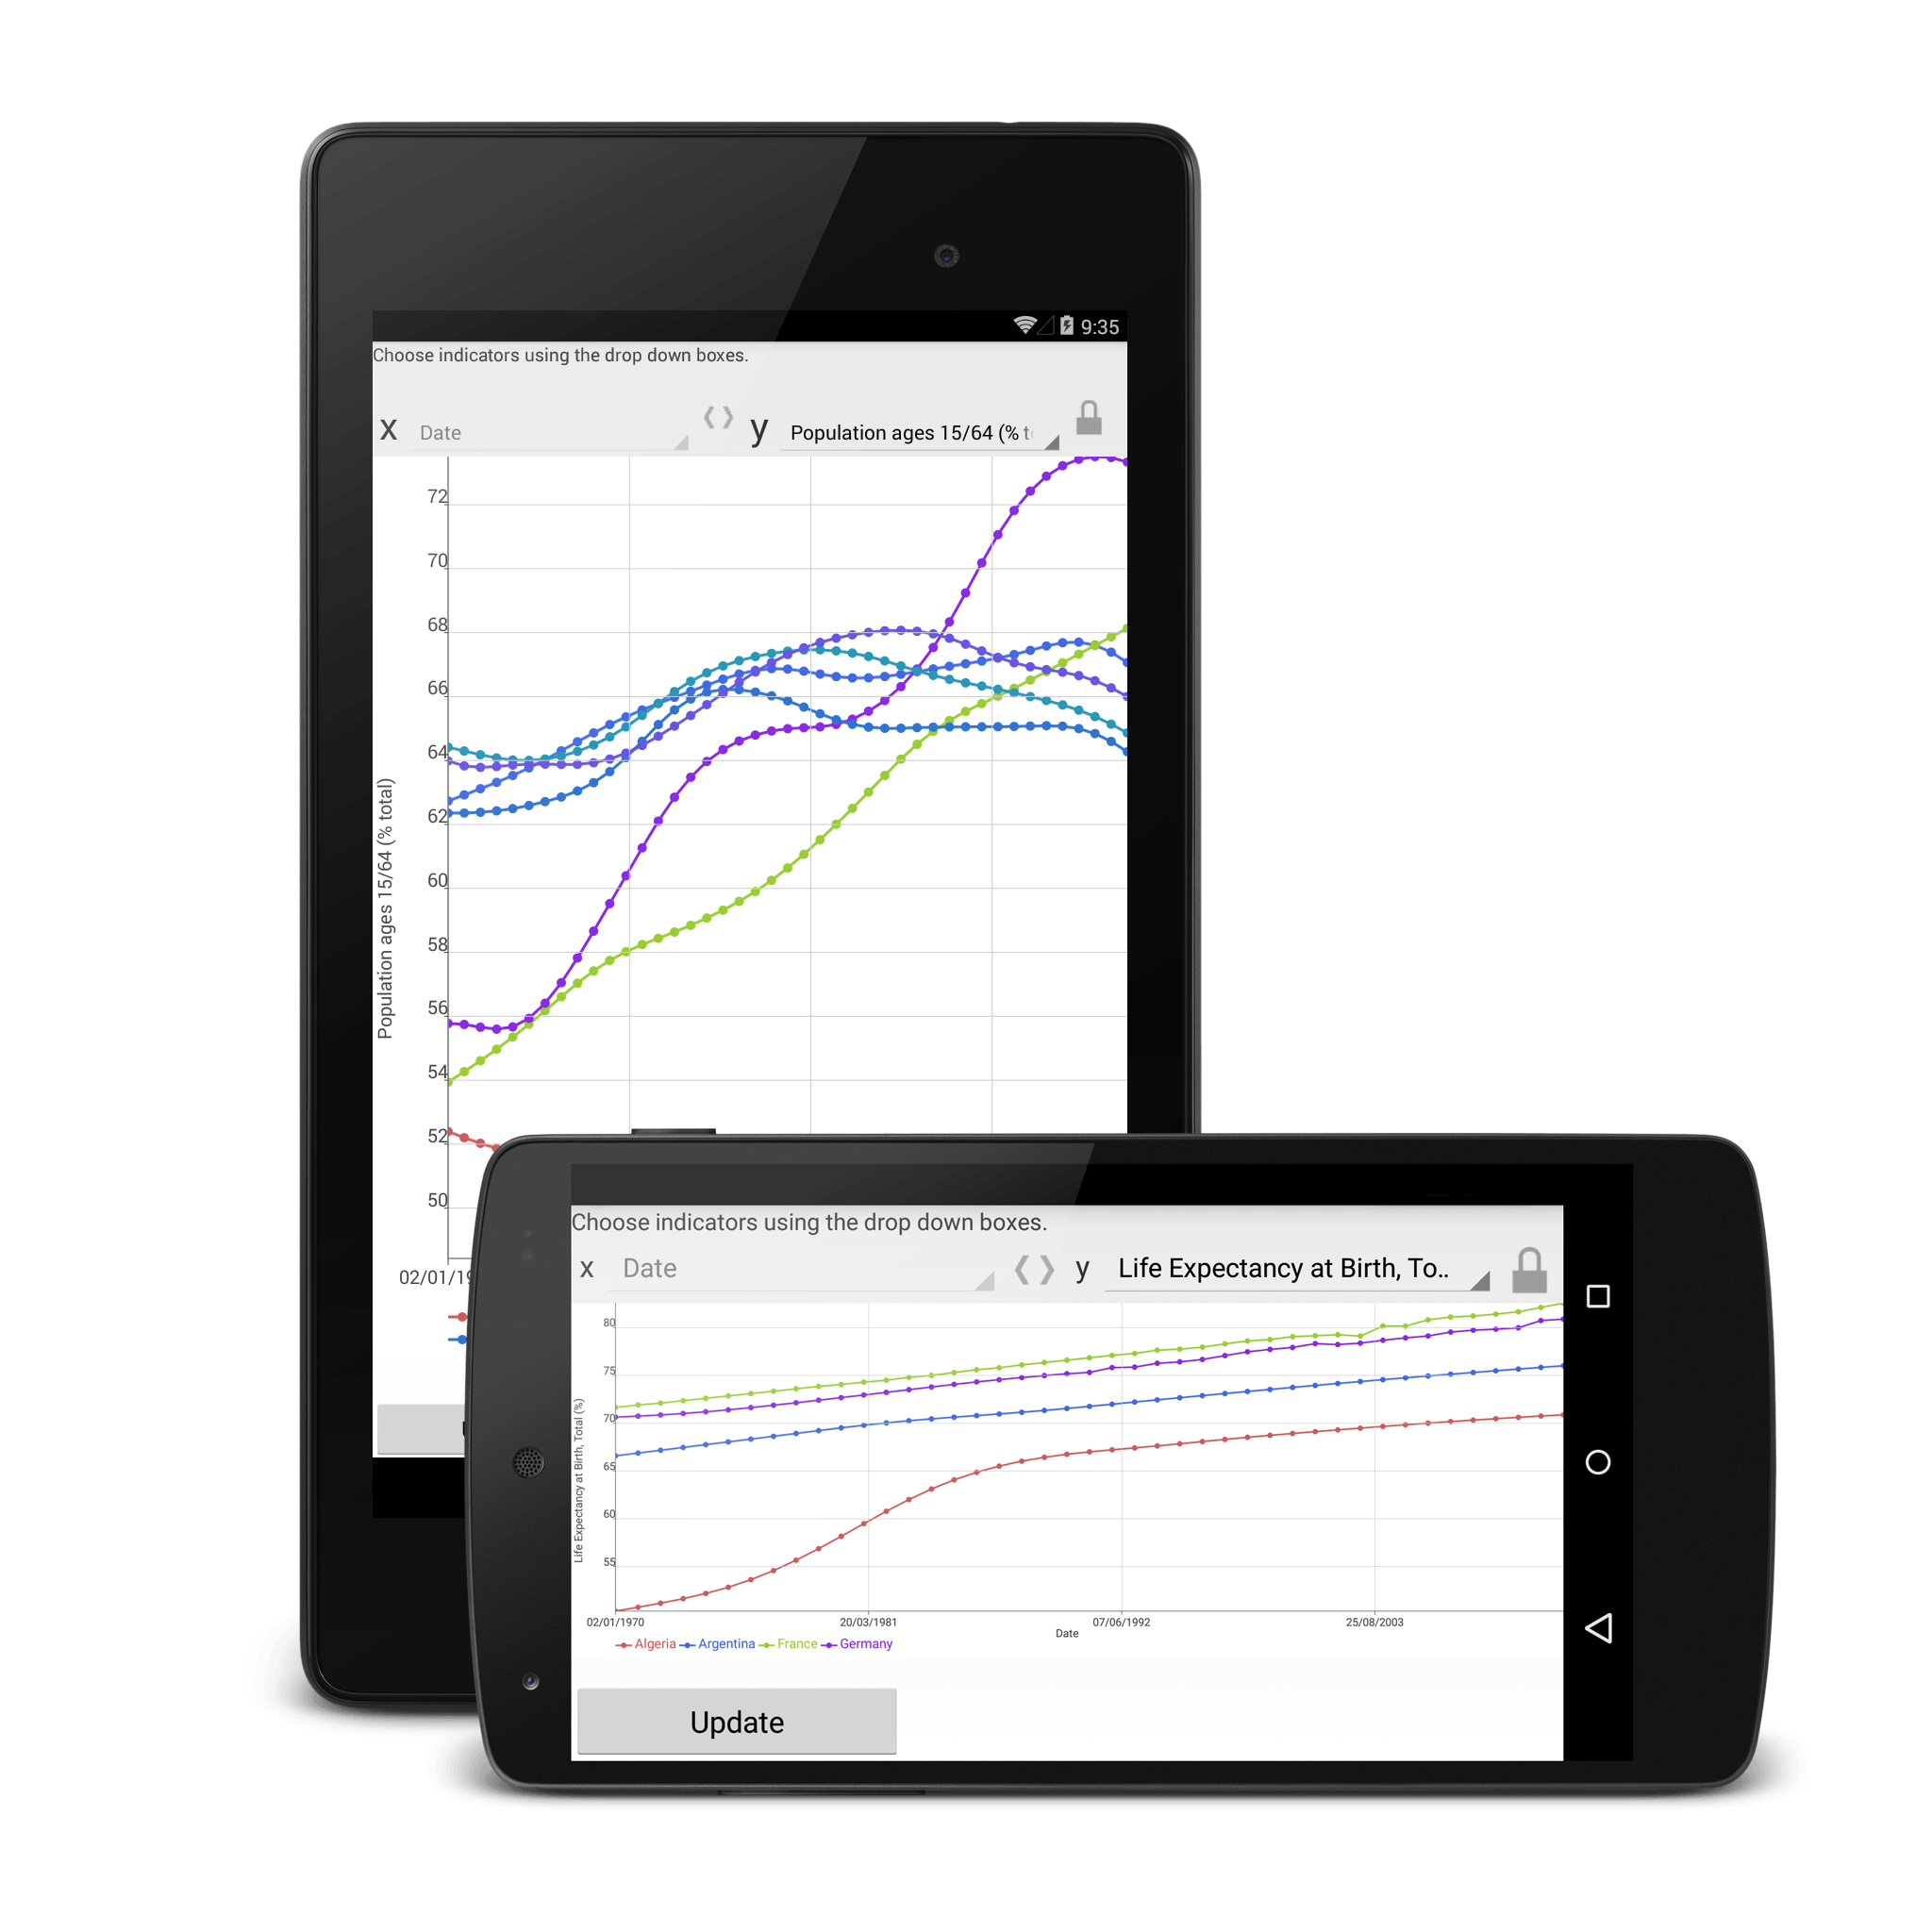 9:35
Choose indicators using the drop down boxes.
x Date y Population ages 15/64 (%
72
70
68
66
64
62
60
58
56
54
52
50
Population ages 15/64 (% total)
02/01/19
Choose indicators using the drop down boxes.
x Date y Life Expectancy at Birth, To..
80
75
70
65
60
55
Life Expectancy at Birth, Total (%)
02/01/1970 20/03/1981 07/06/1992 25/08/2003
Date
Algeria Argentina France Germany
Update